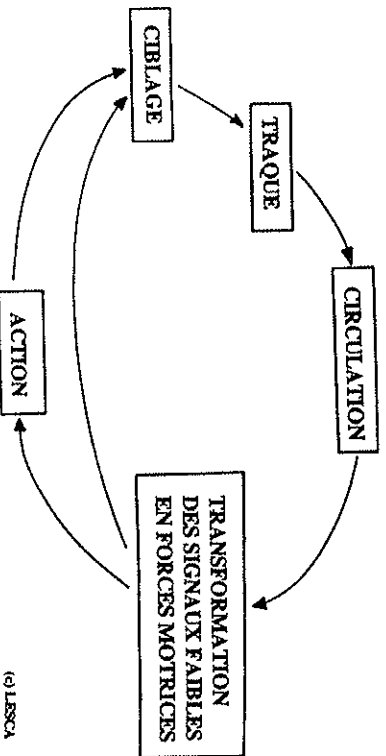 CIBLAGE
TRAQUE
CIRCULATION
TRANSFORMATION
DES SIGNAUX FAIBLES
EN FORCES MOTRICES
ACTION
(c) LESCA